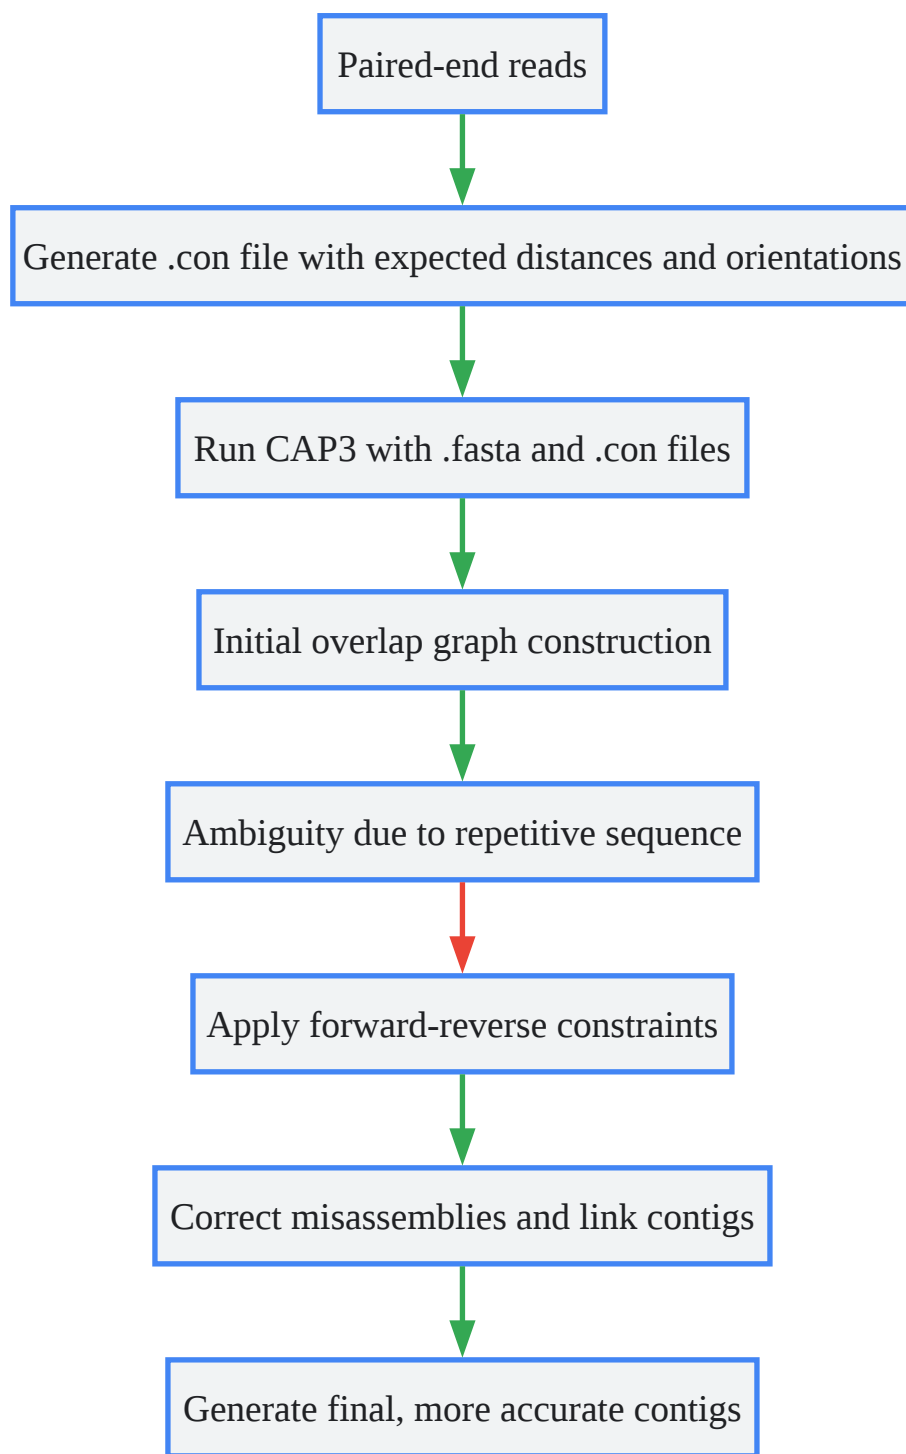 Paired-end reads
Generate .con file with expected distances and orientations
Run CAP3 with .fasta and .con files
Initial overlap graph construction
Ambiguity due to repetitive sequence
Apply forward-reverse constraints
Correct misassemblies and link contigs
Generate final, more accurate contigs